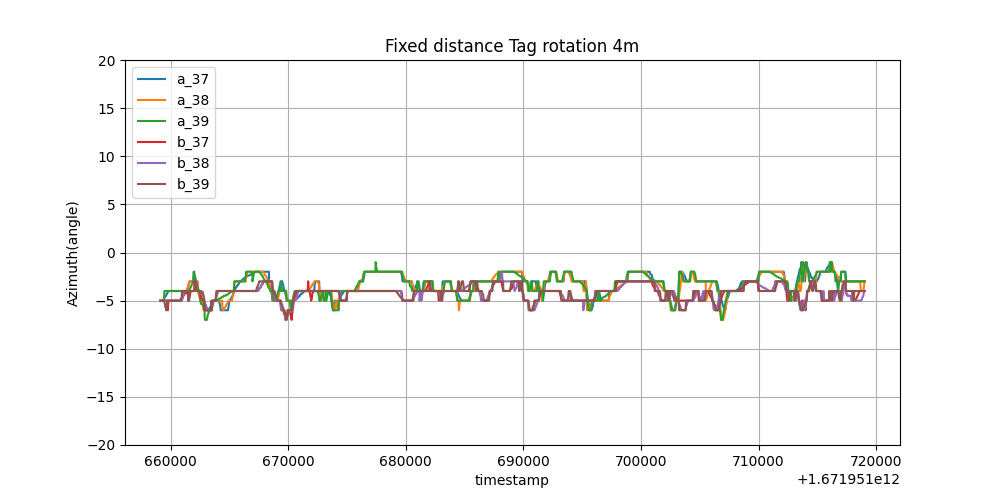 Fixed distance Tag rotation 4m
20
15
10
5
0
−5
−10
−15
−20
Azimuth(angle)
a_37
a_38
a_39
b_37
b_38
b_39
660000 670000 680000 690000 700000 710000 720000
timestamp
+1.671951e12